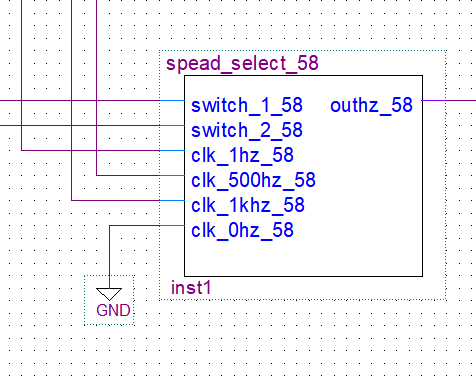 spead_select_58
switch_1_58 outhz_58
switch_2_58
clk_1hz_58
clk_500hz_58
clk_1khz_58
clk_0hz_58
inst1
GND